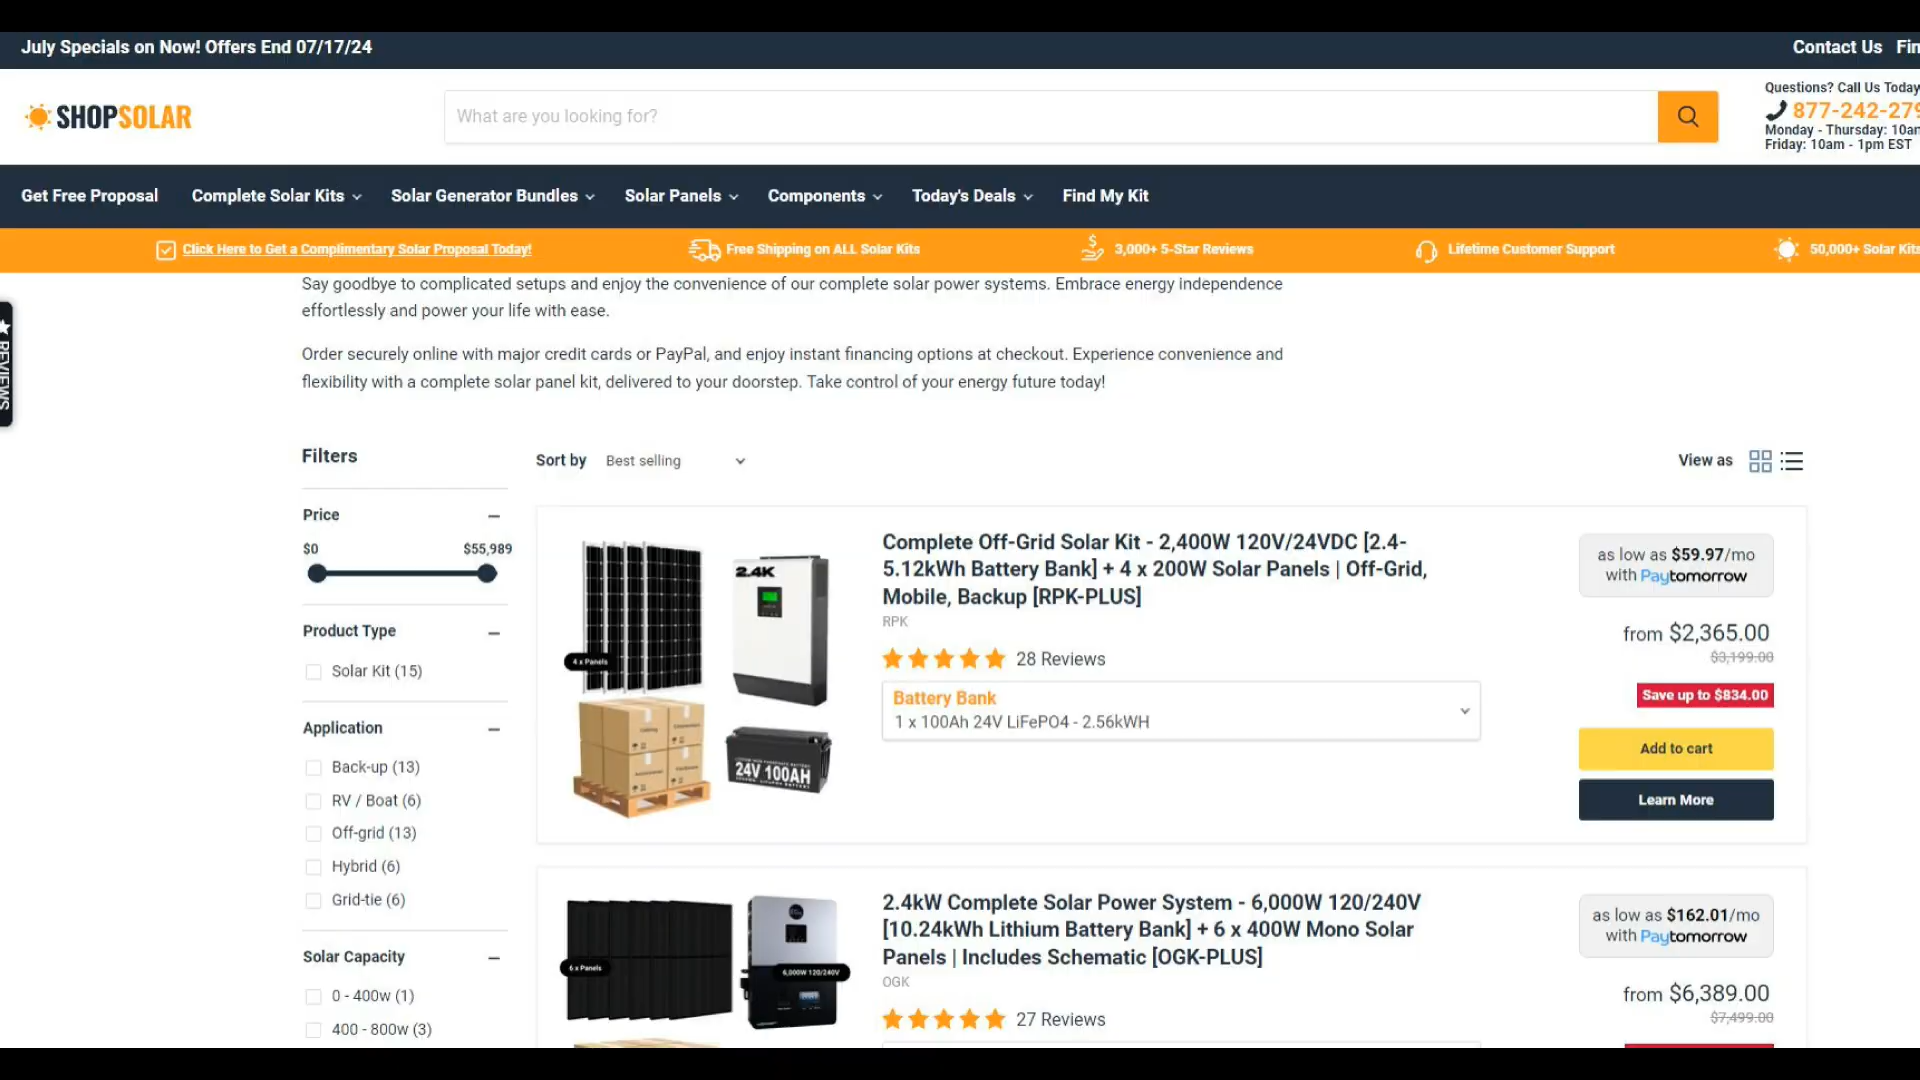 July Specials on Now! Offers End 07/17/24
Contact Us
SHOPSOLAR
What are you looking for?
Questions? Call Us Today
877-242-279
Monday - Thursday: 10am
Friday: 10am - 1pm EST
Get Free Proposal Complete Solar Kits Solar Generator Bundles Solar Panels Components Today's Deals Find My Kit
Click Here to Get a Complimentary Solar Proposal Today! Free Shipping on ALL Solar Kits 3,000+ 5-Star Reviews Lifetime Customer Support 50,000+ Solar Kits
Say goodbye to complicated setups and enjoy the convenience of our complete solar power systems. Embrace energy independence
effortlessly and power your life with ease.
Order securely online with major credit cards or PayPal, and enjoy instant financing options at checkout. Experience convenience and
flexibility with a complete solar panel kit, delivered to your doorstep. Take control of your energy future today!
REVIEWS
Filters
Price
$0 $55,989
Product Type
Solar Kit (15)
Application
Back-up (13)
RV / Boat (6)
Off-grid (13)
Hybrid (6)
Grid-tie (6)
Solar Capacity
0 - 400w (1)
400 - 800w (3)
Sort by Best selling
View as
4 x Panels
2.4K
24V 100AH
Complete Off-Grid Solar Kit - 2,400W 120V/24VDC [2.4-
5.12kWh Battery Bank] + 4 x 200W Solar Panels | Off-Grid,
Mobile, Backup [RPK-PLUS]
RPK
28 Reviews
Battery Bank
1 x 100Ah 24V LiFePO4 - 2.56kWH
as low as $59.97/mo
with Paytomorrow
from $2,365.00
$3,199.00
Save up to $834.00
Add to cart
Learn More
6 x Panels
6,000W 120/240V
2.4kW Complete Solar Power System - 6,000W 120/240V
[10.24kWh Lithium Battery Bank] + 6 x 400W Mono Solar
Panels | Includes Schematic [OGK-PLUS]
OGK
27 Reviews
as low as $162.01/mo
with Paytomorrow
from $6,389.00
$7,499.00